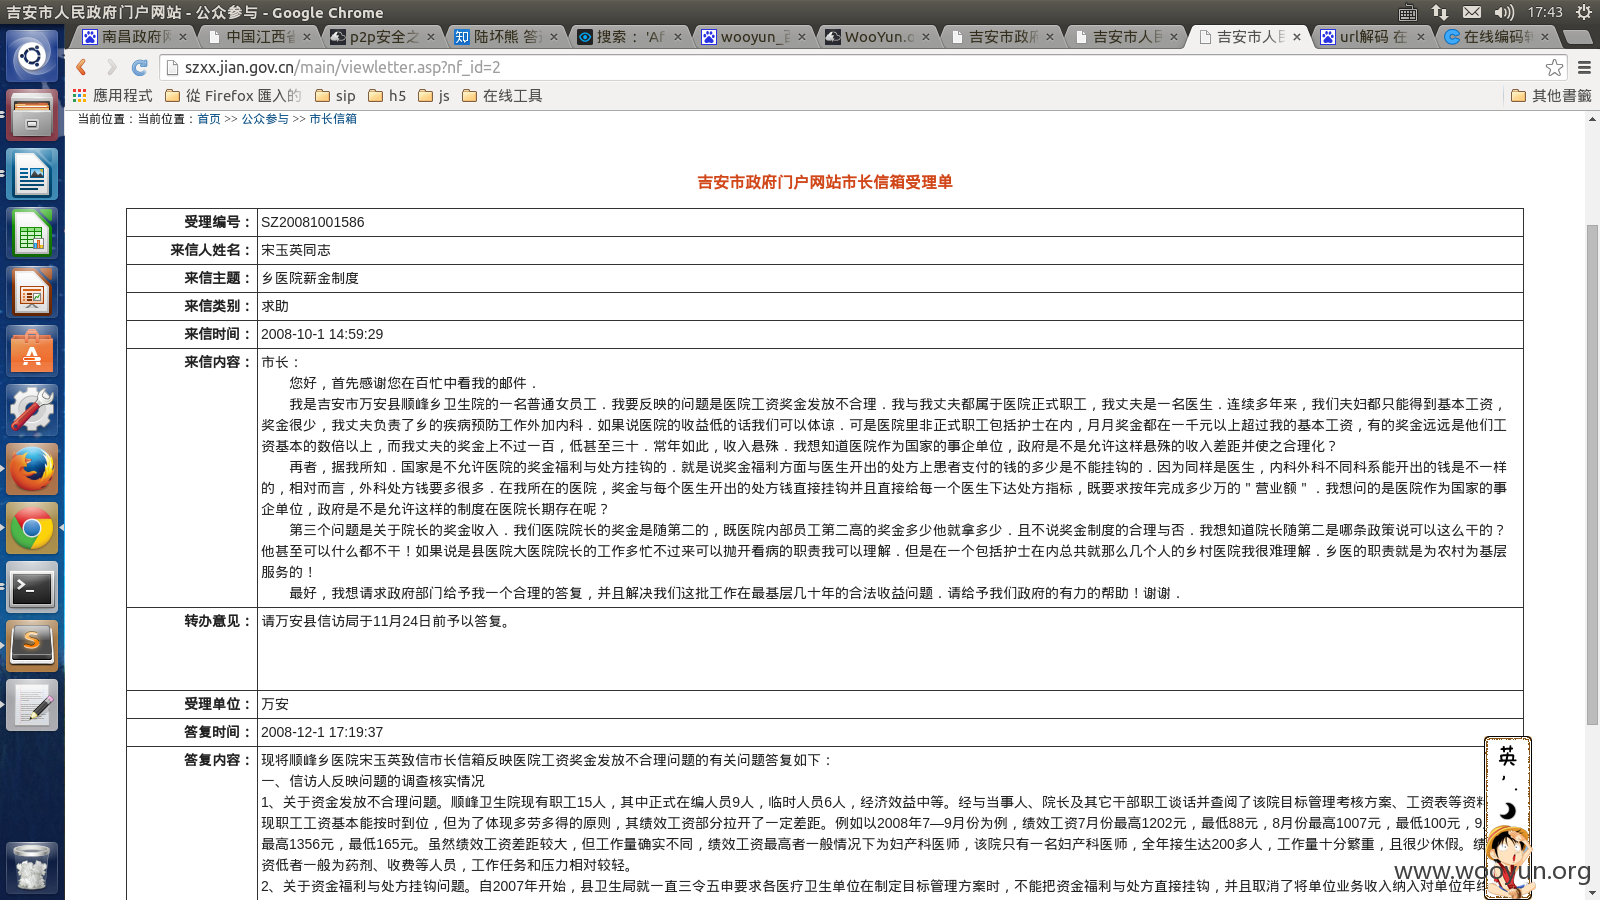 吉安市人民政府门户网站 - 公众参与 - Google Chrome
17:43
南昌政府网
中国江西省
p2p安全之
知 陆坏熊 答
搜索： 'Af
wooyun_百
WooYun.o
吉安市政府
吉安市人民
吉安市人民
url解码 在
在线编码转
szxx.jian.gov.cn/main/viewletter.asp?nf_id=2
應用程式
從 Firefox 匯入的
sip
h5
js
在线工具
其他書籤
当前位置：当前位置：首页 >> 公众参与 >> 市长信箱
吉安市政府门户网站市长信箱受理单
受理编号： SZ20081001586
来信人姓名： 宋玉英同志
来信主题： 乡医院薪金制度
来信类别： 求助
来信时间： 2008-10-1 14:59:29
来信内容： 市长：
您好，首先感谢您在百忙中看我的邮件．
我是吉安市万安县顺峰乡卫生院的一名普通女员工．我要反映的问题是医院工资奖金发放不合理．我与我丈夫都属于医院正式职工，我丈夫是一名医生．连续多年来，我们夫妇都只能得到基本工资，
奖金很少，我丈夫负责了乡的疾病预防工作外加内科．如果说医院的收益低的话我们可以体谅．可是医院里非正式职工包括护士在内，月月奖金都在一千元以上超过我的基本工资，有的奖金远远是他们工
资基本的数倍以上，而我丈夫的奖金上不过一百，低甚至三十．常年如此，收入悬殊．我想知道医院作为国家的事企单位，政府是不是允许这样悬殊的收入差距并使之合理化？
再者，据我所知．国家是不允许医院的奖金福利与处方挂钩的．就是说奖金福利方面与医生开出的处方上患者支付的钱的多少是不能挂钩的．因为同样是医生，内科外科不同科系能开出的钱是不一样
的，相对而言，外科处方钱要多很多．在我所在的医院，奖金与每个医生开出的处方钱直接挂钩并且直接给每一个医生下达处方指标，既要求按年完成多少万的＂营业额＂．我想问的是医院作为国家的事
企单位，政府是不是允许这样的制度在医院长期存在呢？
第三个问题是关于院长的奖金收入．我们医院院长的奖金是随第二的，既医院内部员工第二高的奖金多少他就拿多少．且不说奖金制度的合理与否．我想知道院长随第二是哪条政策说可以这么干的？
他甚至可以什么都不干！如果说是县医院大医院院长的工作多忙不过来可以抛开看病的职责我可以理解．但是在一个包括护士在内总共就那么几个人的乡村医院我很难理解．乡医的职责就是为农村为基层
服务的！
最好，我想请求政府部门给予我一个合理的答复，并且解决我们这批工作在最基层几十年的合法收益问题．请给予我们政府的有力的帮助！谢谢．
转办意见： 请万安县信访局于11月24日前予以答复。
受理单位： 万安
答复时间： 2008-12-1 17:19:37
答复内容： 现将顺峰乡医院宋玉英致信市长信箱反映医院工资奖金发放不合理问题的有关问题答复如下：
一、信访人反映问题的调查核实情况
1、关于资金发放不合理问题。顺峰卫生院现有职工15人，其中正式在编人员9人，临时人员6人，经济效益中等。经与当事人、院长及其它干部职工谈话并查阅了该院目标管理考核方案、工资表等资料
现职工工资基本能按时到位，但为了体现多劳多得的原则，其绩效工资部分拉开了一定差距。例如以2008年7—9月份为例，绩效工资7月份最高1202元，最低88元，8月份最高1007元，最低100元，9
最高1356元，最低165元。虽然绩效工资差距较大，但工作量确实不同，绩效工资最高者一般情况下为妇产科医师，该院只有一名妇产科医师，全年接生达200多人，工作量十分繁重，且很少休假。绩
资低者一般为药剂、收费等人员，工作任务和压力相对较轻。
2、关于资金福利与处方挂钩问题。自2007年开始，县卫生局就一直三令五申要求各医疗卫生单位在制定目标管理方案时，不能把资金福利与处方直接挂钩，并且取消了将单位业务收入纳入对单位年终
英
www.wooyun.org